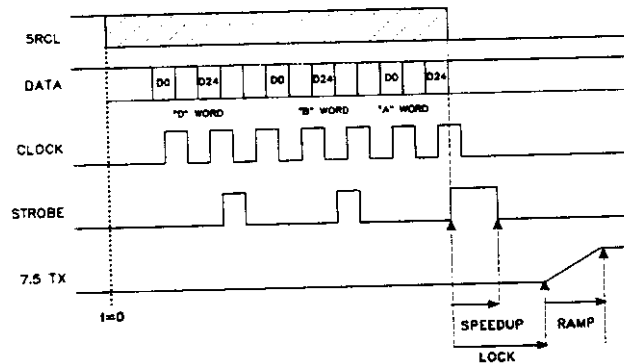 SRCL
DATA
D0 D24 D0 D24 D0 D24
"D" WORD "B" WORD "A" WORD
CLOCK
STROBE
7.5 TX
t=0
SPEEDUP RAMP
LOCK